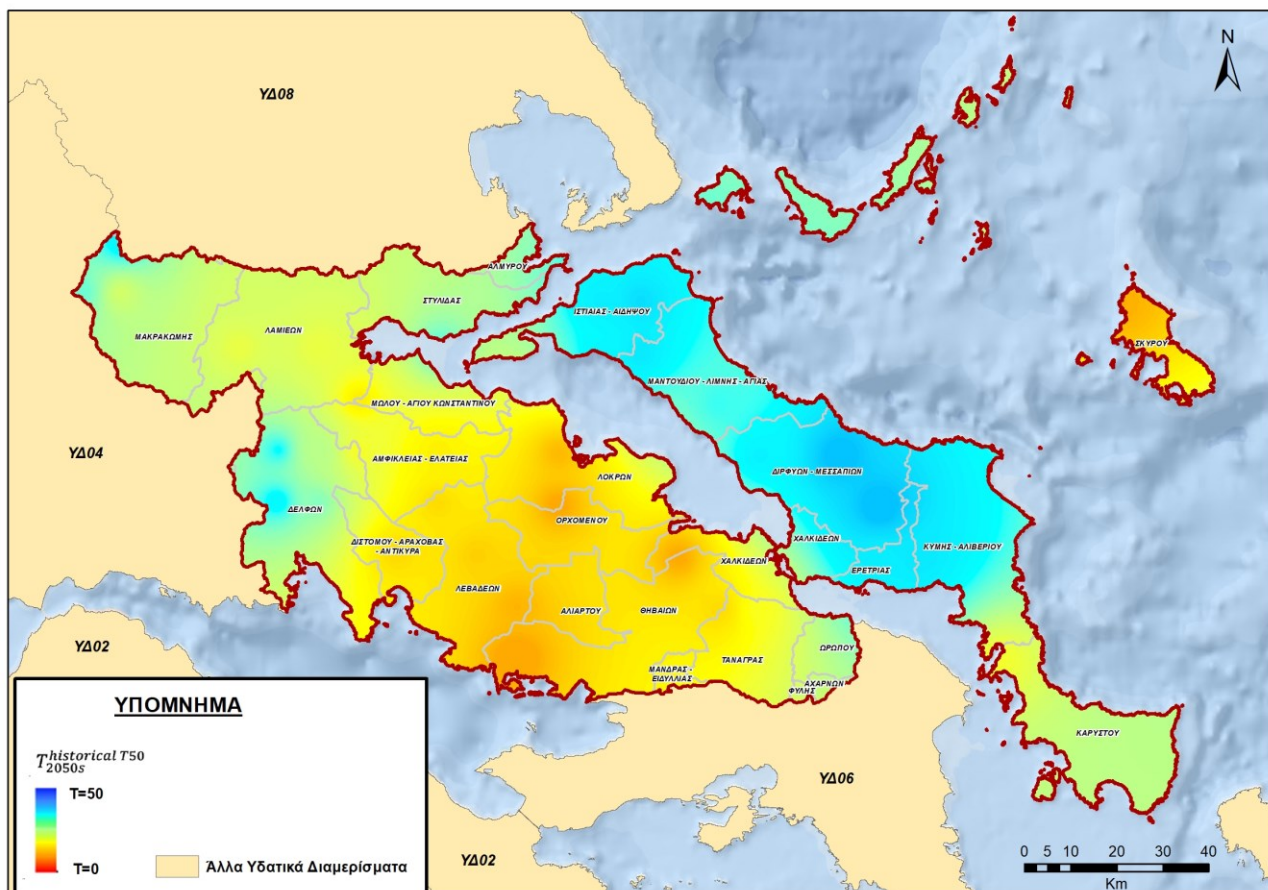 N
ΥΔ08
ΑΛΜΥΡΟΥ
ΣΤΥΛΙΔΑΣ
ΙΣΤΙΑΙΑΣ - ΑΙΔΗΨΟΥ
ΜΑΚΡΑΚΩΜΗΣ
ΛΑΜΙΕΩΝ
ΣΚΥΡΟΥ
ΜΑΝΤΟΥΔΙΟΥ - ΛΙΜΝΗΣ - ΑΓΙΑΣ
ΜΩΛΟΥ - ΑΓΙΟΥ ΚΩΝΣΤΑΝΤΙΝΟΥ
ΥΔ04
ΑΜΦΙΚΛΕΙΑΣ - ΕΛΑΤΕΙΑΣ
ΛΟΚΡΩΝ
ΔΙΡΦΥΩΝ - ΜΕΣΣΑΠΙΩΝ
ΔΕΛΦΩΝ
ΟΡΧΟΜΕΝΟΥ
ΔΙΣΤΟΜΟΥ - ΑΡΑΧΟΒΑΣ
- ΑΝΤΙΚΥΡΑ
ΧΑΛΚΙΔΕΩΝ
ΚΥΜΗΣ - ΑΛΙΒΕΡΙΟΥ
ΧΑΛΚΙΔΕΩΝ
ΕΡΕΤΡΙΑΣ
ΛΕΒΑΔΕΩΝ
ΑΛΙΑΡΤΟΥ
ΘΗΒΑΙΩΝ
ΩΡΩΠΟΥ
ΤΑΝΑΓΡΑΣ
ΜΑΝΔΡΑΣ -
ΕΙΔΥΛΛΙΑΣ
ΑΧΑΡΝΩΝ
ΦΥΛΗΣ
ΥΔ02
ΚΑΡΥΣΤΟΥ
ΥΔ06
ΥΔ02
ΥΠΟΜΝΗΜΑ
T historical T50
2050s
T=50
T=0
Άλλα Υδατικά Διαμερίσματα
0 5 10 20 30 40
Km